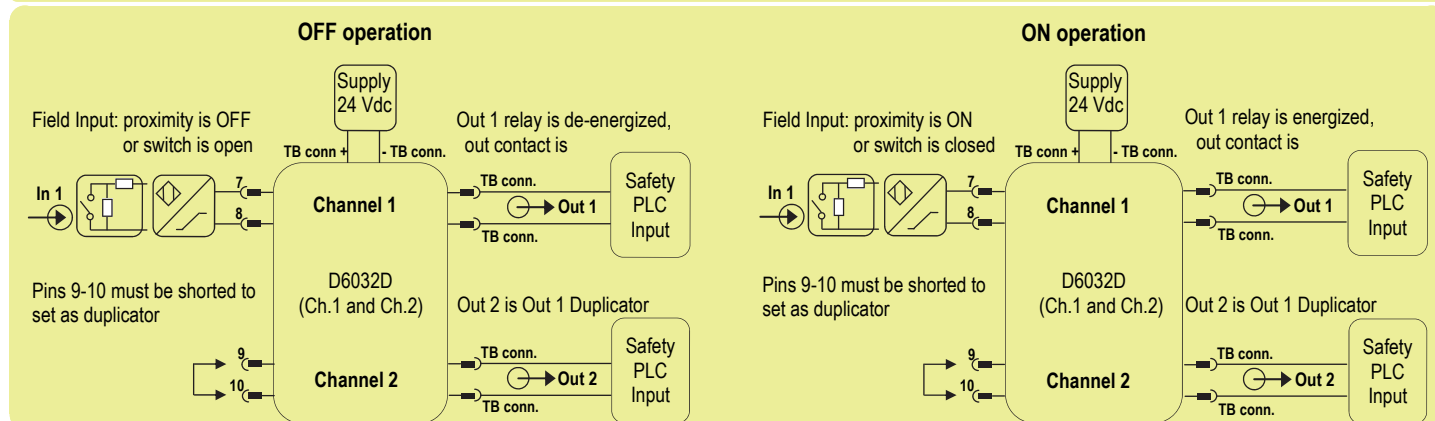 OFF operation
Supply
24 Vdc
Field Input: proximity is OFF
or switch is open
Out 1 relay is de-energized,
out contact is
TB conn +
- TB conn.
In 1
7
8
Channel 1
TB conn.
Out 1
TB conn.
Safety
PLC
Input
Pins 9-10 must be shorted to
set as duplicator
D6032D
(Ch.1 and Ch.2)
Out 2 is Out 1 Duplicator
9
10
Channel 2
TB conn.
Out 2
TB conn.
Safety
PLC
Input
ON operation
Supply
24 Vdc
Field Input: proximity is ON
or switch is closed
Out 1 relay is energized,
out contact is
TB conn +
- TB conn.
In 1
7
8
Channel 1
TB conn.
Out 1
TB conn.
Safety
PLC
Input
Pins 9-10 must be shorted to
set as duplicator
D6032D
(Ch.1 and Ch.2)
Out 2 is Out 1 Duplicator
9
10
Channel 2
TB conn.
Out 2
TB conn.
Safety
PLC
Input